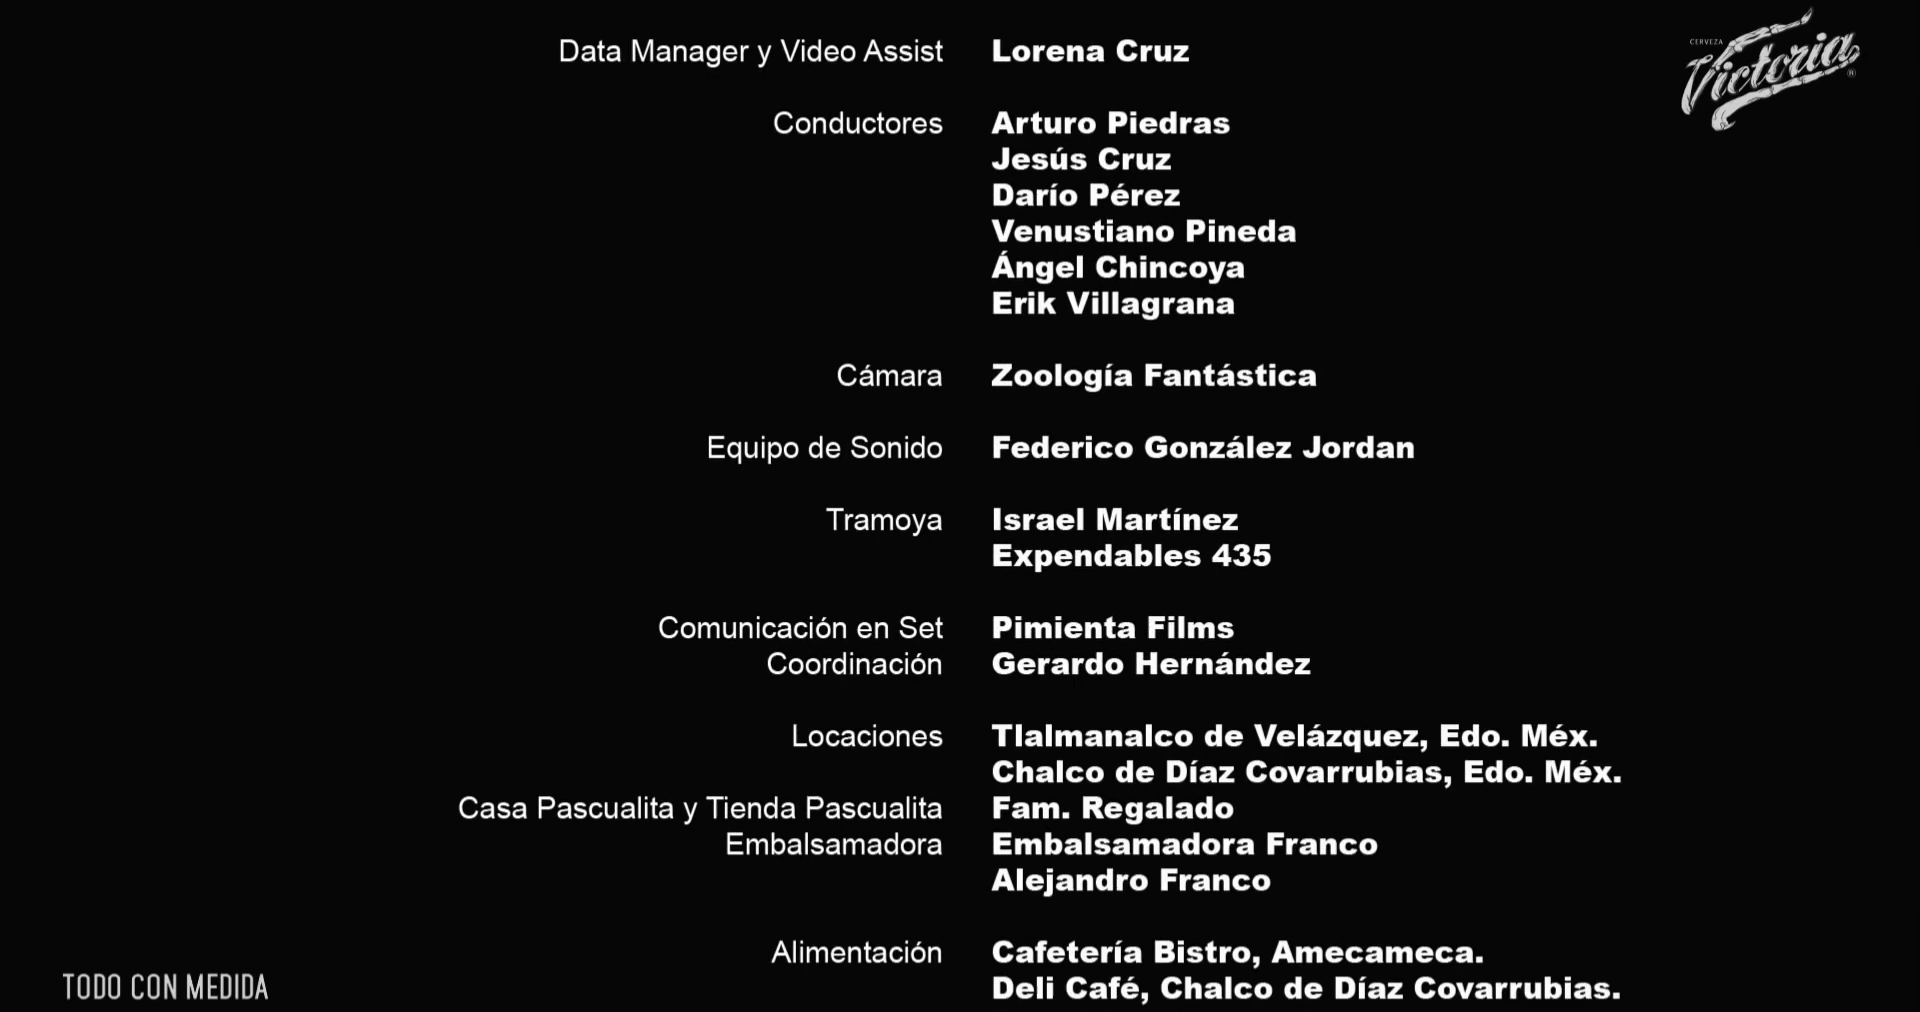 Data Manager y Video Assist Lorena Cruz
CERVEZA
Victoria
Conductores Arturo Piedras
Jesús Cruz
Darío Pérez
Venustiano Pineda
Ángel Chincoya
Erik Villagrana
Cámara Zoología Fantástica
Equipo de Sonido Federico González Jordan
Tramoya Israel Martínez
Expendables 435
Comunicación en Set Pimienta Films
Coordinación Gerardo Hernández
Locaciones Tlalmanalco de Velázquez, Edo. Méx.
Chalco de Díaz Covarrubias, Edo. Méx.
Casa Pascualita y Tienda Pascualita Fam. Regalado
Embalsamadora Embalsamadora Franco
Alejandro Franco
Alimentación Cafetería Bistro, Amecameca.
Deli Café, Chalco de Díaz Covarrubias.
TODO CON MEDIDA